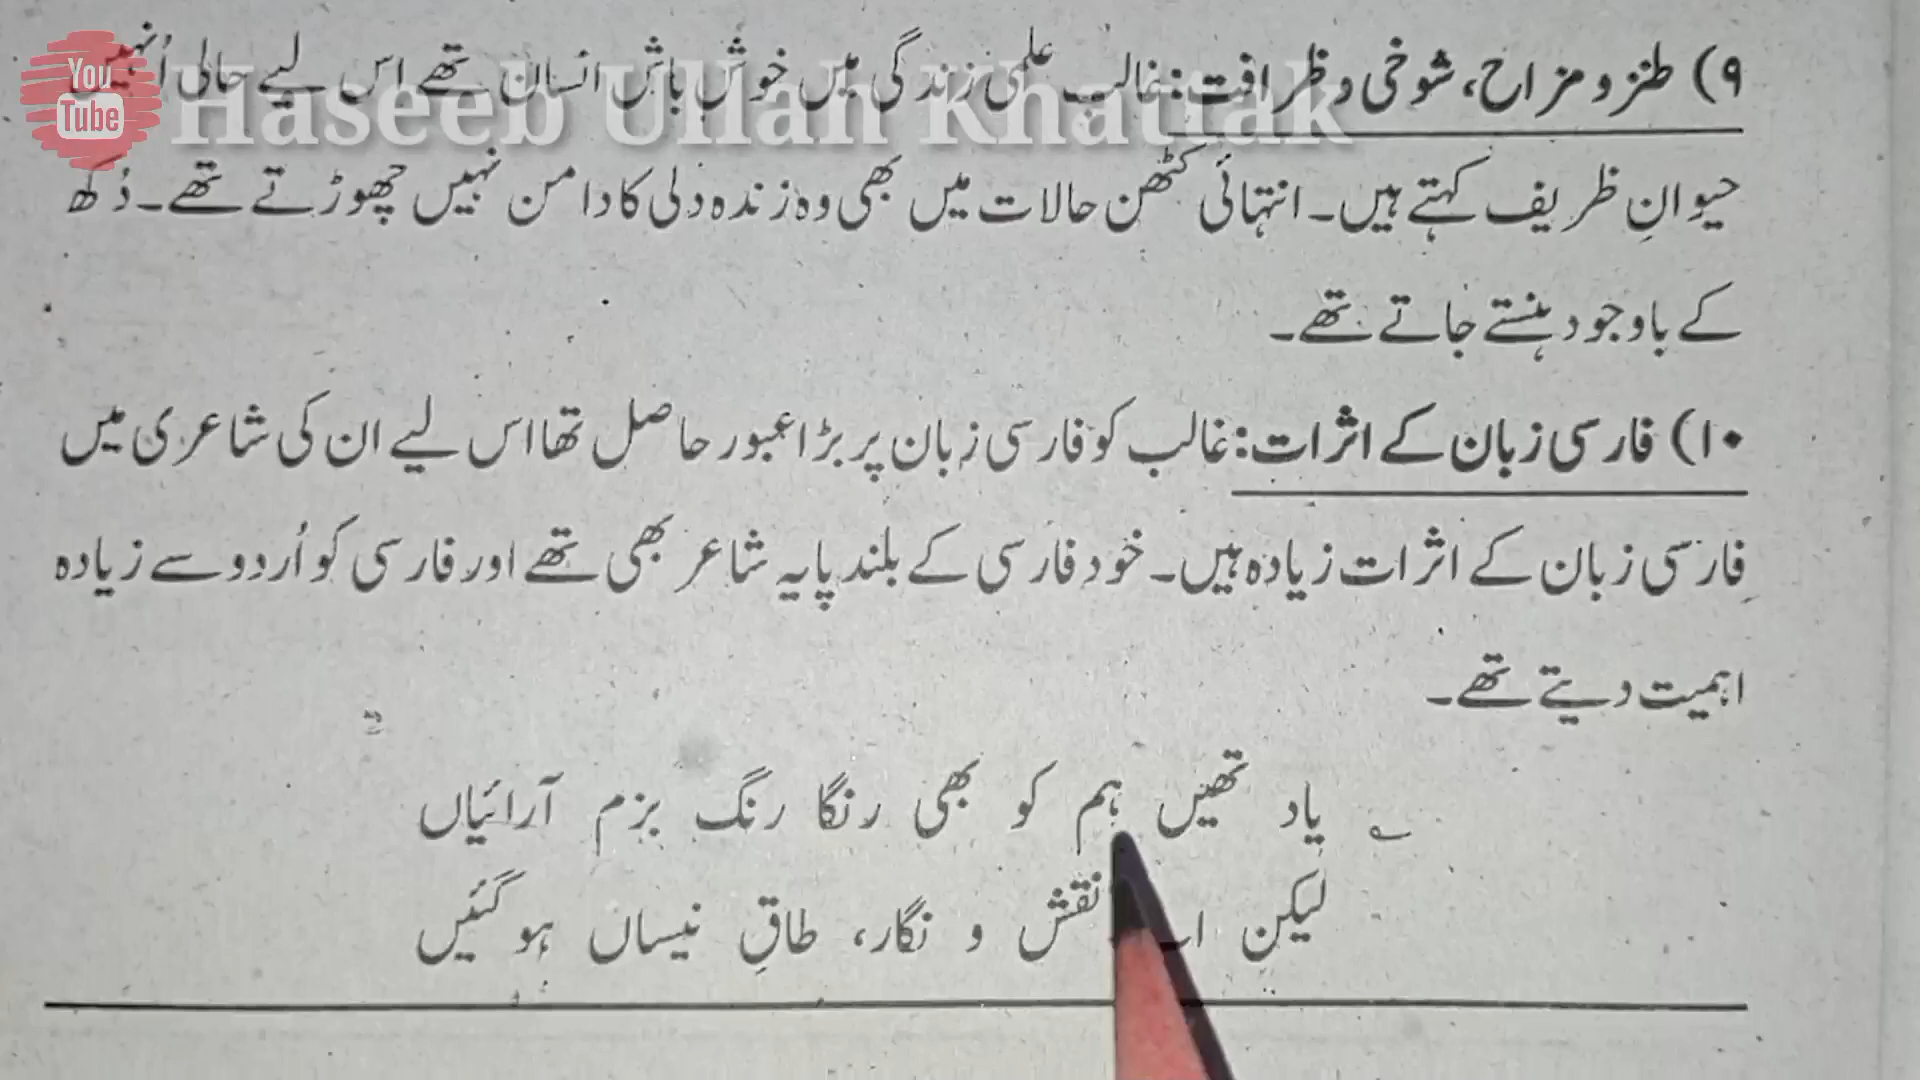 You Tube Haseeb Ullah Khattak
۹) طنز و مزاح، شوخی و ظرافت: غالب علمی زندگی میں خوش باش انسان تھے اس لیے حالی اُنہیں
حیوانِ ظریف کہتے ہیں۔ انتہائی کٹھن حالات میں بھی وہ زندہ دلی کا دامن نہیں چھوڑتے تھے۔ دُکھ
کے باوجود ہنستے جاتے تھے۔
۱۰) فارسی زبان کے اثرات: غالب کو فارسی زبان پر بڑا عبور حاصل تھا اس لیے ان کی شاعری میں
فارسی زبان کے اثرات زیادہ ہیں۔ خود فارسی کے بلند پایہ شاعر بھی تھے اور فارسی کو اُردو سے زیادہ
اہمیت دیتے تھے۔
؎ یاد تھیں ہم کو بھی رنگا رنگ بزم آرائیاں
لیکن نقش و نگار، طاقِ نیساں ہو گئیں